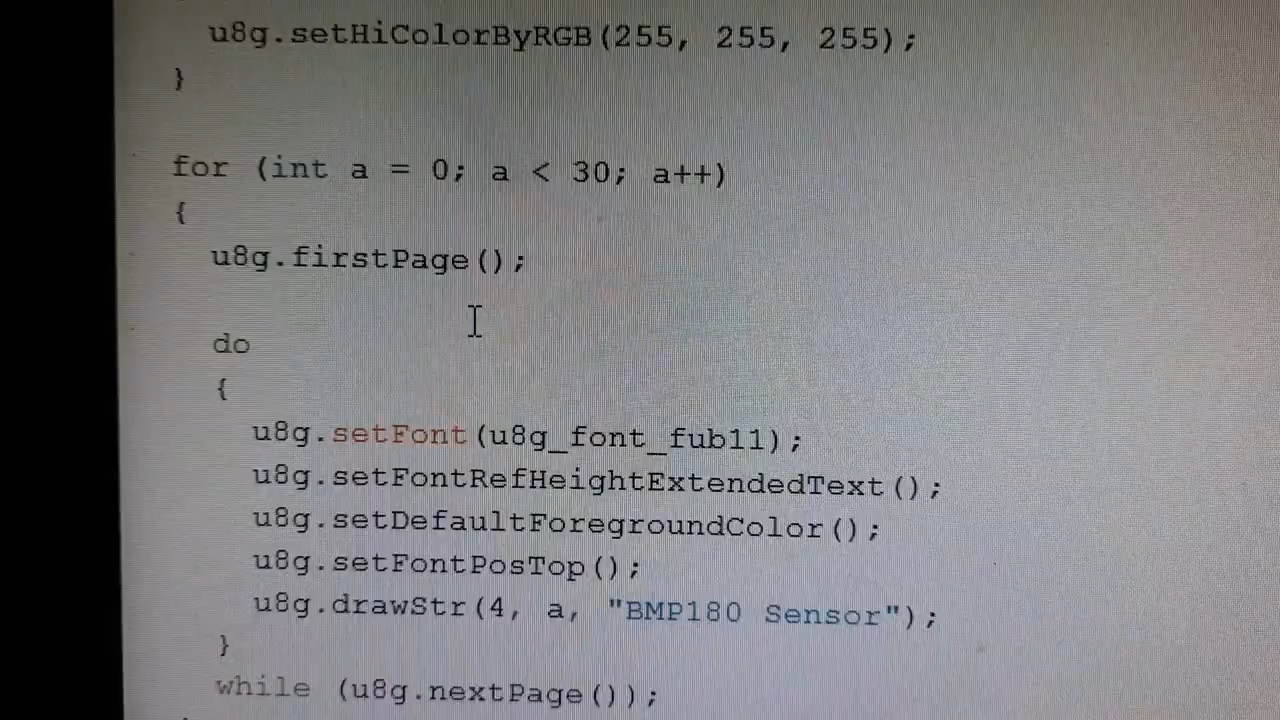 u8g.setHiColorByRGB(255, 255, 255);
}
for (int a = 0; a < 30; a++)
{
u8g.firstPage();
do
{
u8g.setFont(u8g_font_fub11);
u8g.setFontRefHeightExtendedText();
u8g.setDefaultForegroundColor();
u8g.setFontPosTop();
u8g.drawStr(4, a, "BMP180 Sensor");
}
while (u8g.nextPage());